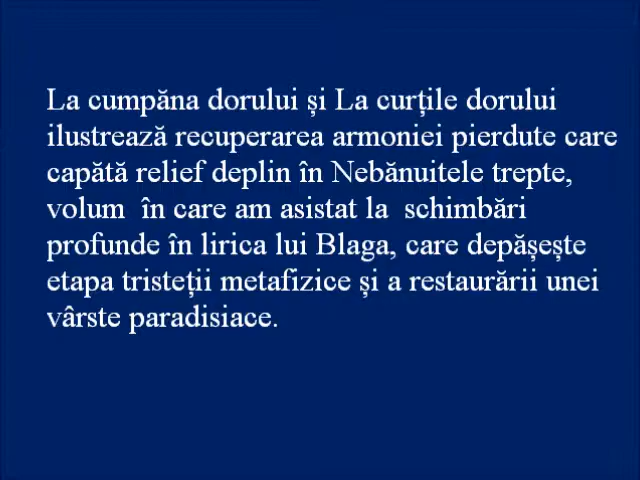 La cumpăna dorului și La curțile dorului
ilustrează recuperarea armoniei pierdute care
capătă relief deplin în Nebănuitele trepte,
volum  în care am asistat la  schimbări
profunde în lirica lui Blaga, care depășește
etapa tristeții metafizice și a restaurării unei
vârste paradisiace.